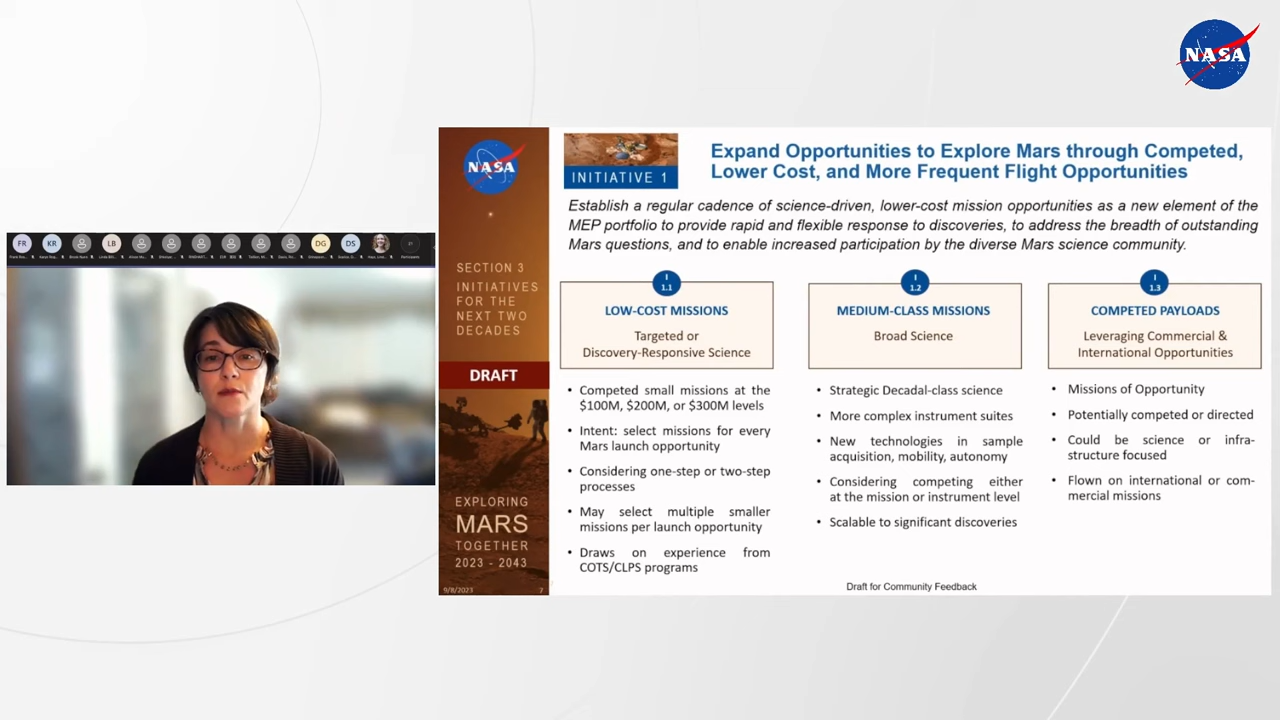 NASA
FR KR LB DG DS
NASA
INITIATIVE 1
Expand Opportunities to Explore Mars through Competed,
Lower Cost, and More Frequent Flight Opportunities
Establish a regular cadence of science-driven, lower-cost mission opportunities as a new element of the
MEP portfolio to provide rapid and flexible response to discoveries, to address the breadth of outstanding
Mars questions, and to enable increased participation by the diverse Mars science community.
SECTION 3
INITIATIVES
FOR THE
NEXT TWO
DECADES
DRAFT
EXPLORING
MARS
TOGETHER
2023 - 2043
9/8/2023 7
I
1.1
LOW-COST MISSIONS
Targeted or
Discovery-Responsive Science
• Competed small missions at the
$100M, $200M, or $300M levels
• Intent: select missions for every
Mars launch opportunity
• Considering one-step or two-step
processes
• May select multiple smaller
missions per launch opportunity
• Draws on experience from
COTS/CLPS programs
I
1.2
MEDIUM-CLASS MISSIONS
Broad Science
• Strategic Decadal-class science
• More complex instrument suites
• New technologies in sample
acquisition, mobility, autonomy
• Considering competing either
at the mission or instrument level
• Scalable to significant discoveries
I
1.3
COMPETED PAYLOADS
Leveraging Commercial &
International Opportunities
• Missions of Opportunity
• Potentially competed or directed
• Could be science or infra-
structure focused
• Flown on international or com-
mercial missions
Draft for Community Feedback